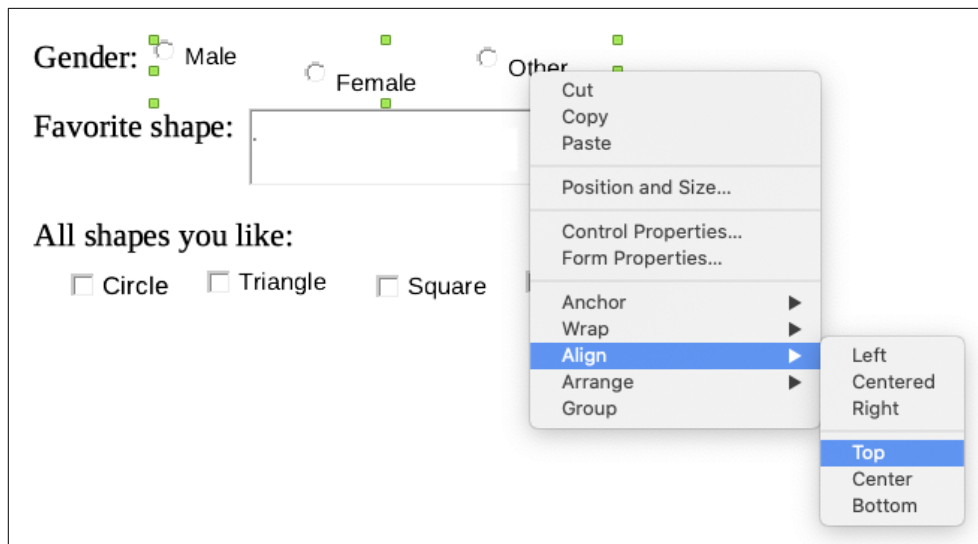 Gender: Male Female Other
Favorite shape:
All shapes you like:
Circle Triangle Square
Cut
Copy
Paste
Position and Size...
Control Properties...
Form Properties...
Anchor
Wrap
Align
Arrange
Group
Left
Centered
Right
Top
Center
Bottom